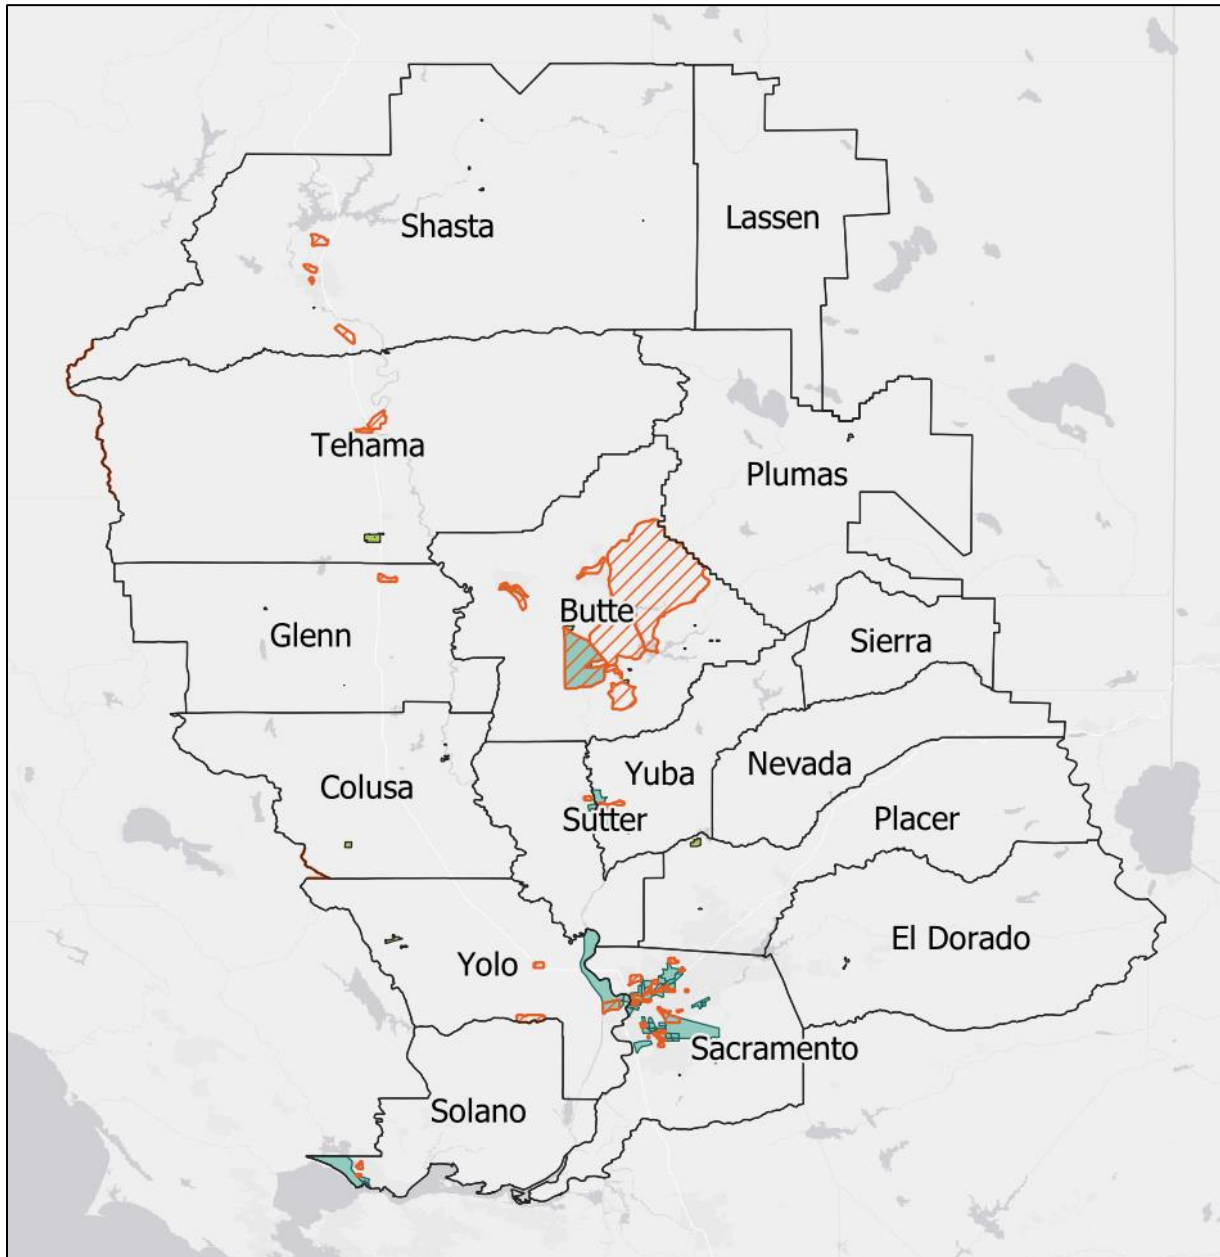 Shasta
Lassen
Tehama
Plumas
Butte
Glenn
Sierra
Yuba
Nevada
Colusa
Sutter
Placer
El Dorado
Yolo
Sacramento
Solano